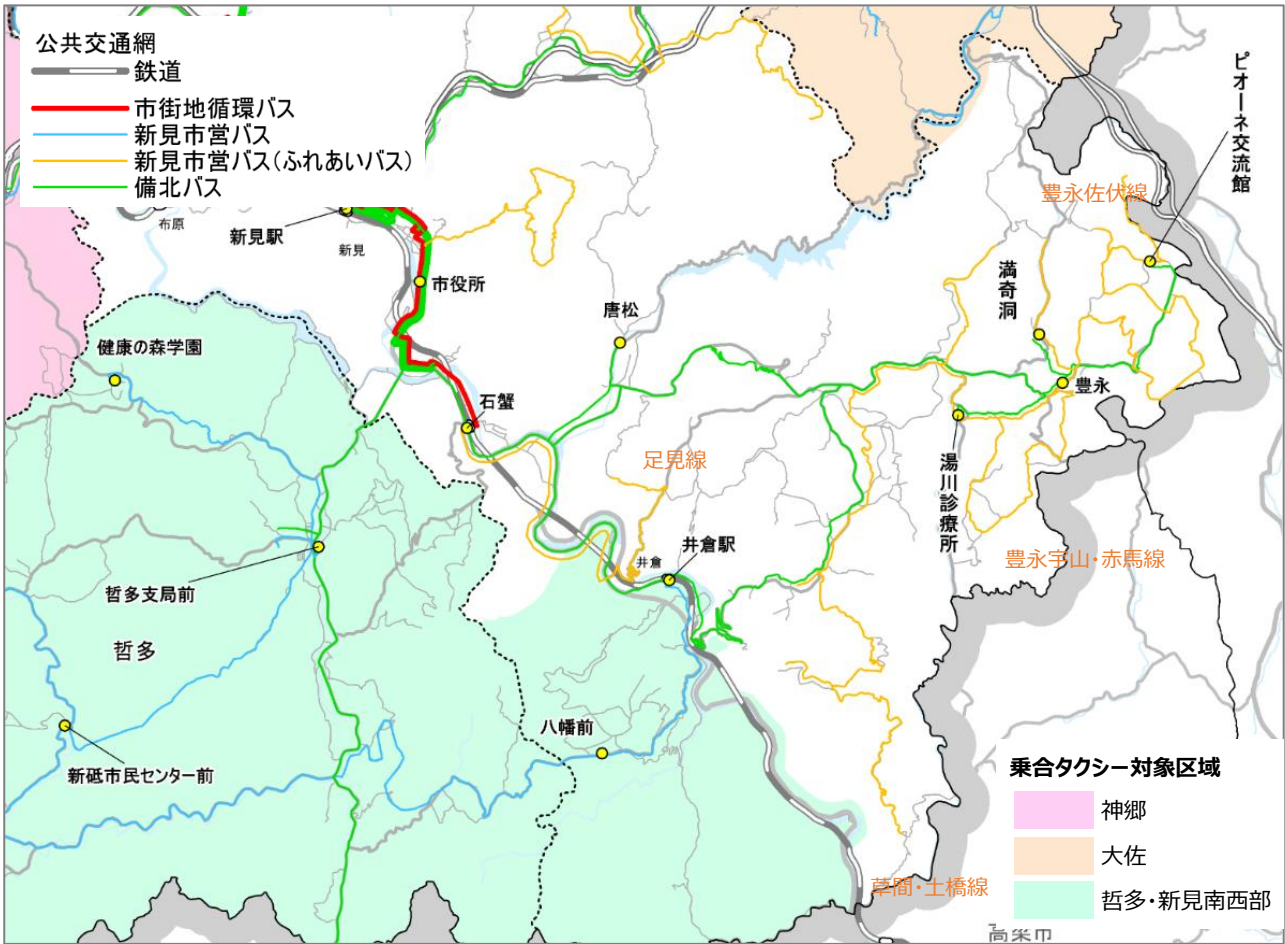 公共交通網
鉄道
市街地循環バス
新見市営バス
新見市営バス(ふれあいバス)
備北バス
ピオーネ交流館
豊永佐伏線
布原
新見駅
新見
市役所
満奇洞
唐松
健康の森学園
豊永
石蟹
足見線
湯川診療所
井倉駅
井倉
豊永宇山・赤馬線
哲多支局前
哲多
八幡前
新砥市民センター前
草間・土橋線
高梁市
乗合タクシー対象区域
神郷
大佐
哲多・新見南西部